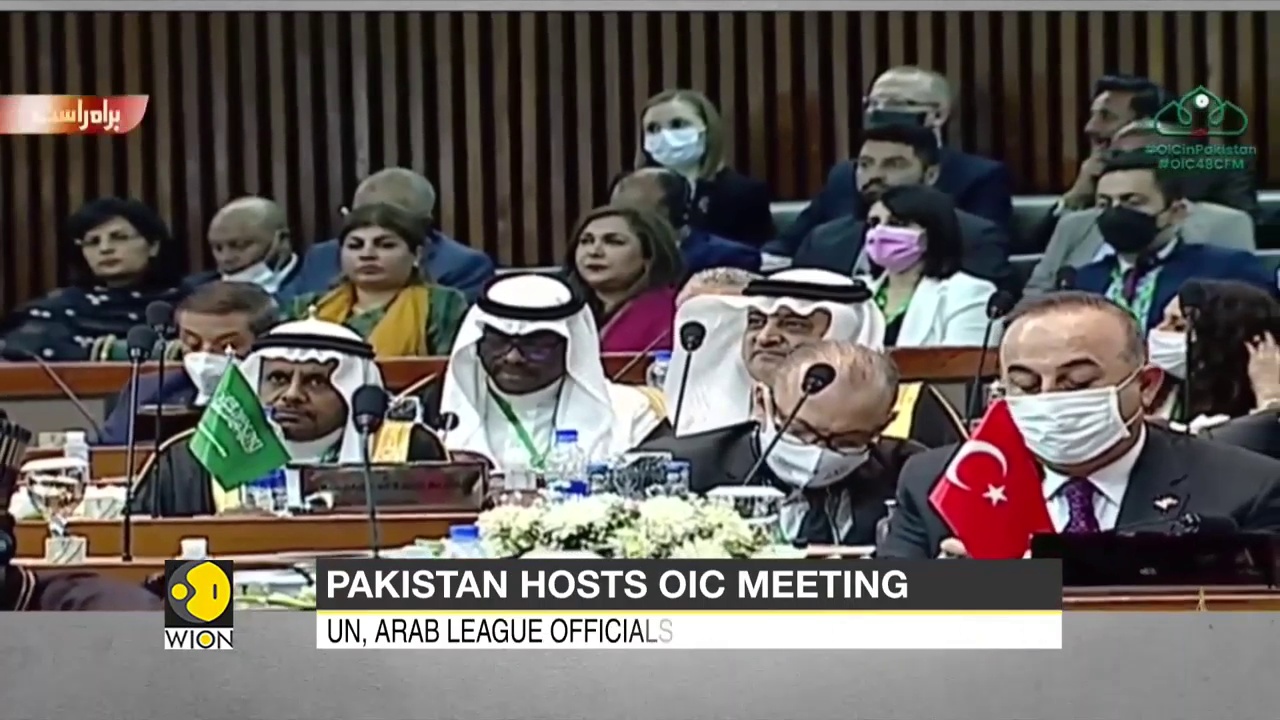 براہ راست
#OICinPakistan
#OIC48CFM
PAKISTAN HOSTS OIC MEETING
UN, ARAB LEAGUE OFFICIALS
WION